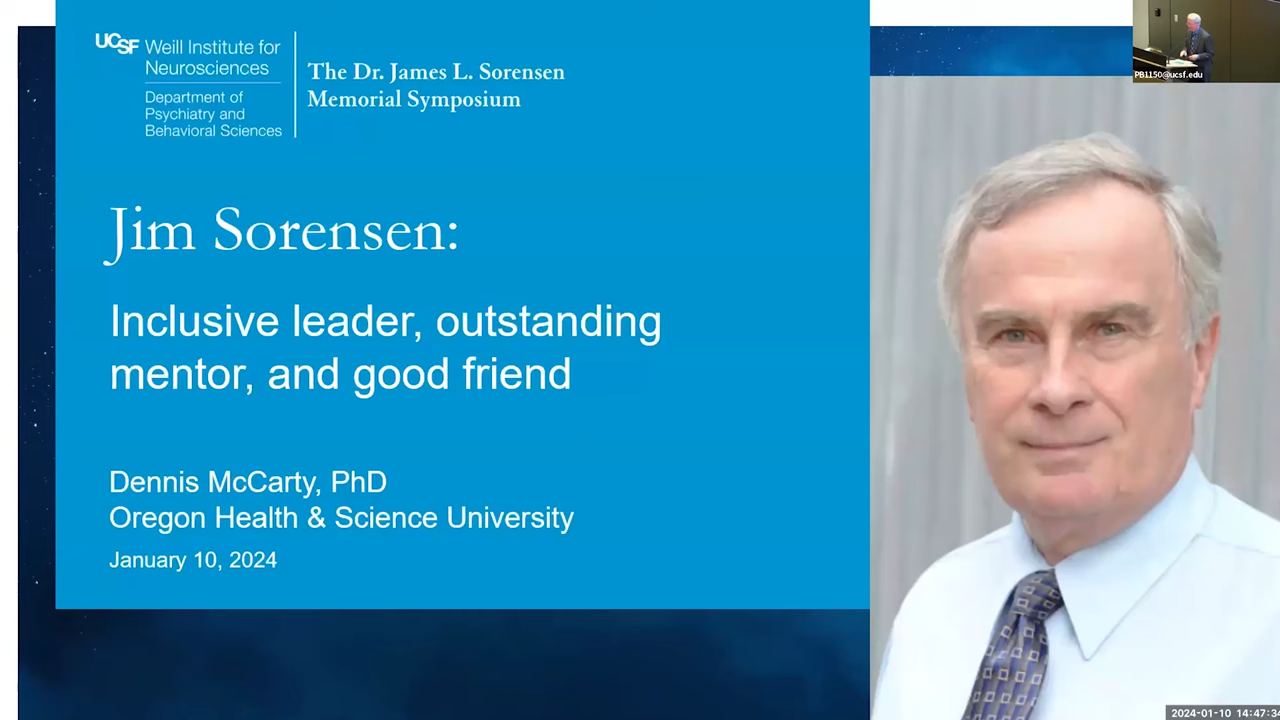 UCSF
Weill Institute for
Neurosciences
Department of
Psychiatry and
Behavioral Sciences
The Dr. James L. Sorensen
Memorial Symposium
PB1150@ucsf.edu
Jim Sorensen:
Inclusive leader, outstanding
mentor, and good friend
Dennis McCarty, PhD
Oregon Health & Science University
January 10, 2024
2024-01-10 14:47:34